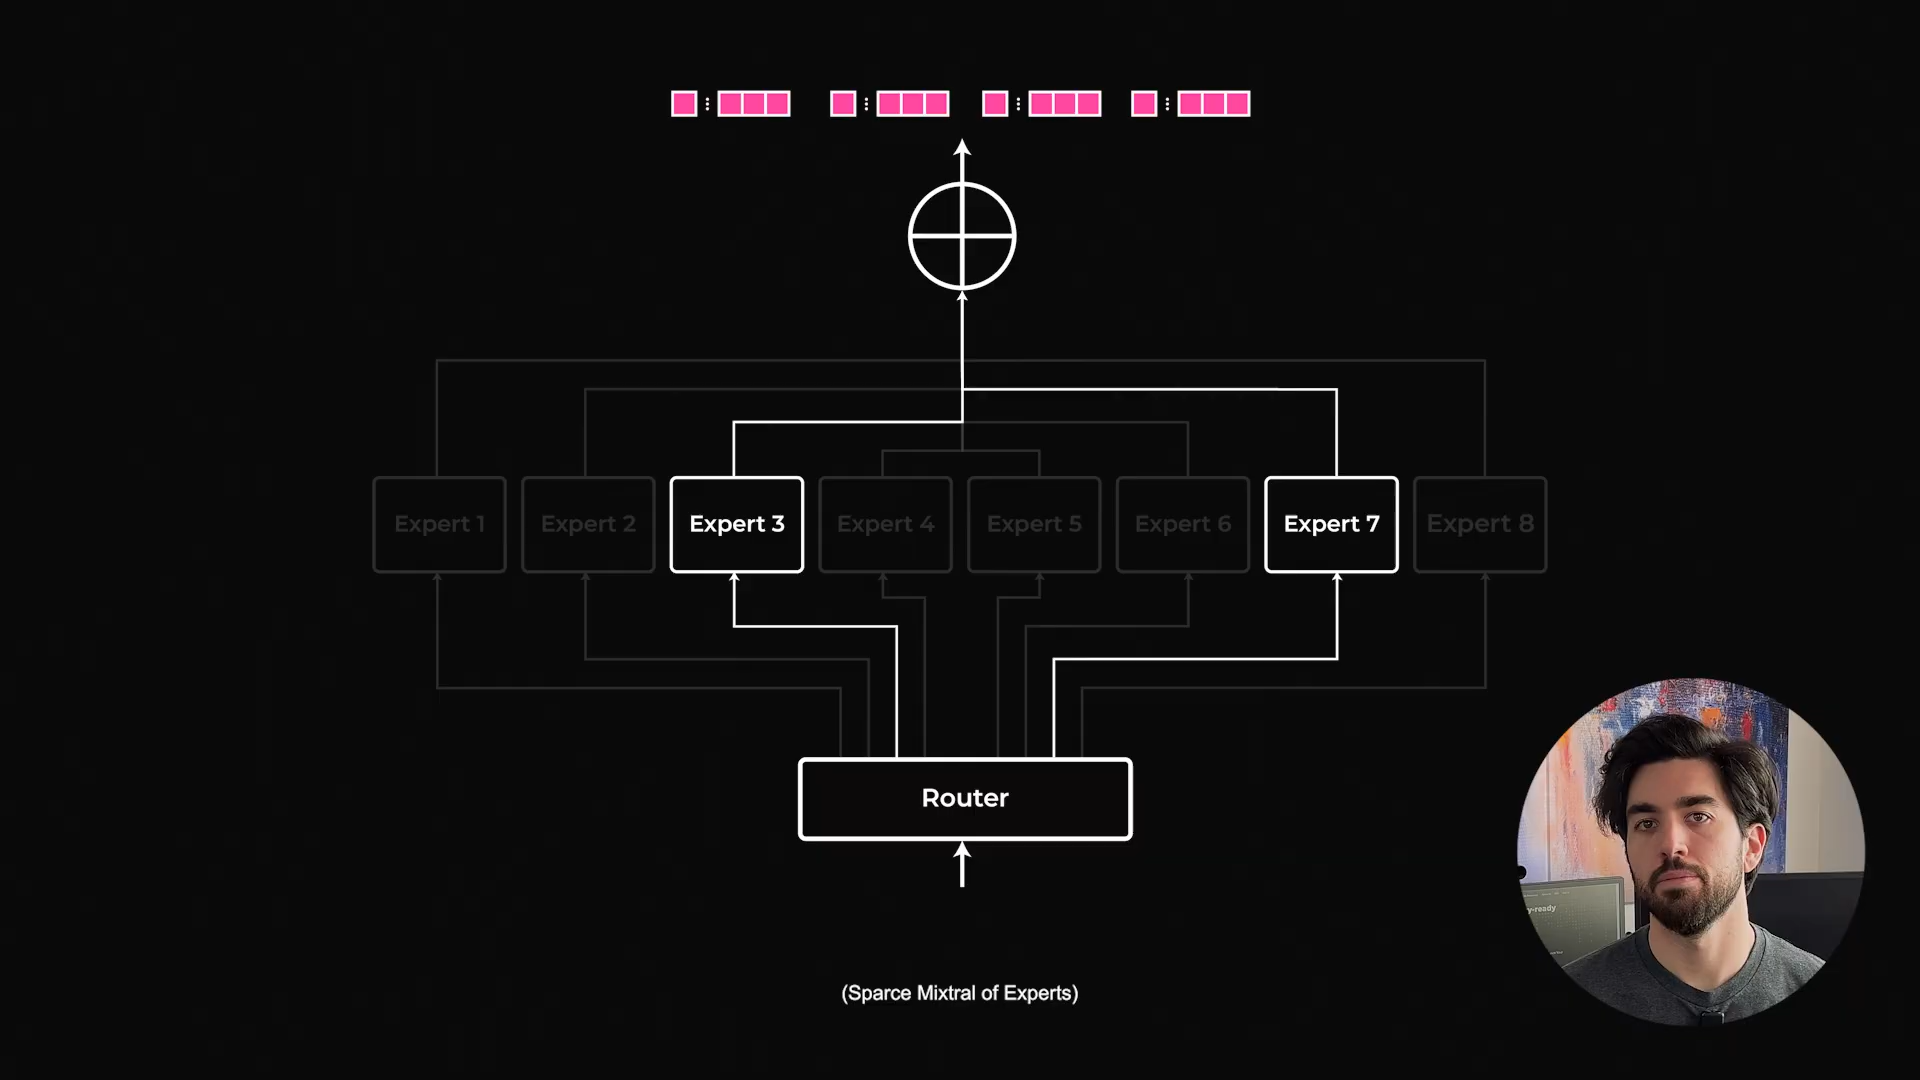 Expert 1
Expert 2
Expert 3
Expert 4
Expert 5
Expert 6
Expert 7
Expert 8
Router
y-ready
(Sparce Mixtral of Experts)